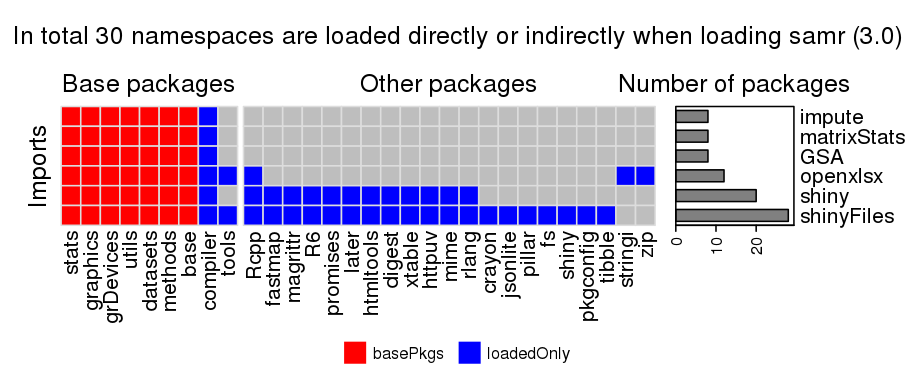 In total 30 namespaces are loaded directly or indirectly when loading samr (3.0)
Base packages
Other packages
Number of packages
Imports
impute
matrixStats
GSA
openxlsx
shiny
shinyFiles
0
10
20
stats
graphics
grDevices
utils
datasets
methods
base
compiler
tools
Rcpp
fastmap
magrittr
R6
promises
later
htmltools
digest
xtable
httpuv
mime
rlang
crayon
jsonlite
pillar
fs
shiny
pkgconfig
tibble
stringi
zip
basePkgs
loadedOnly